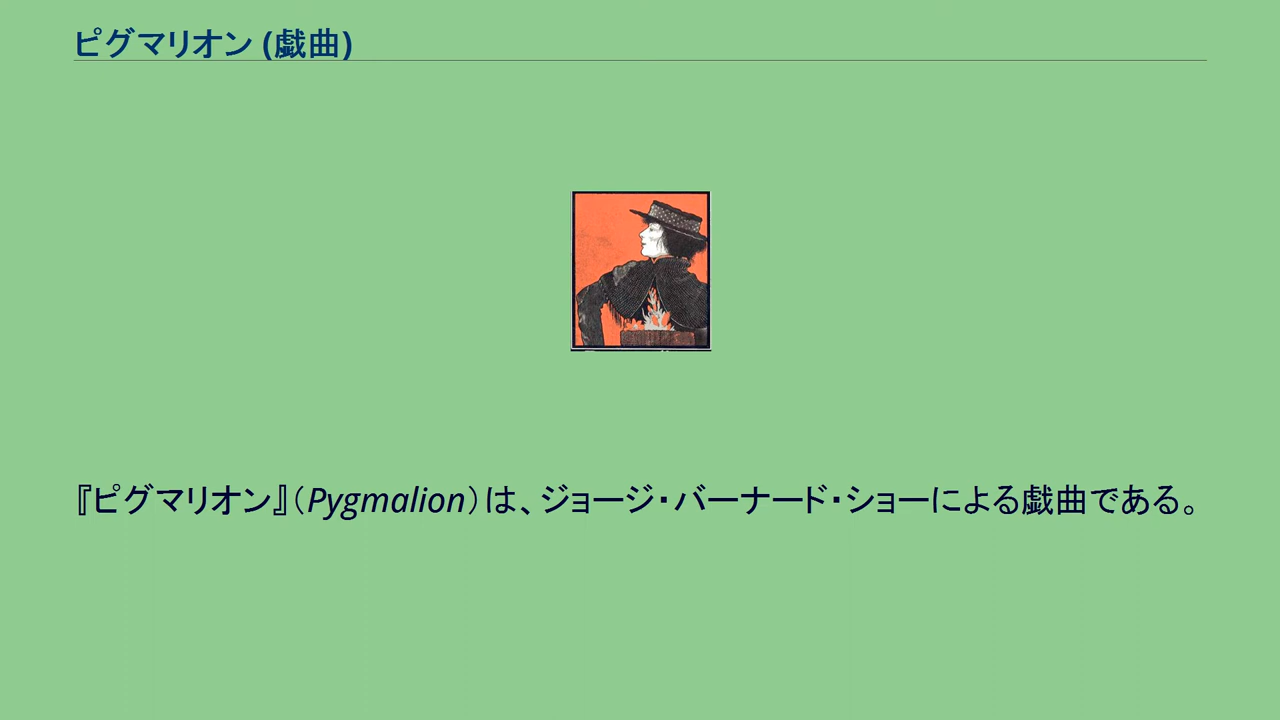 ピグマリオン (戯曲)
『ピグマリオン』（Pygmalion）は、ジョージ・バーナード・ショーによる戯曲である。